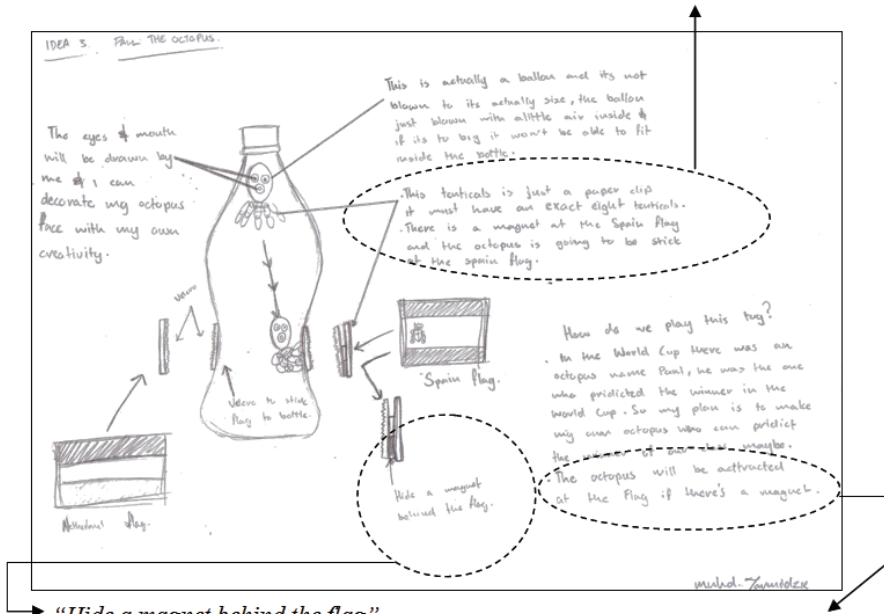 IDEA 3. PAUL THE OCTOPUS.
This is actually a ballon and its not
blown to its actually size, the ballon
just blown with alittle air inside &
if its to big it won't be able to fit
inside the bottle.
The eyes & mouth
will be drawn by
me & i can
decorate my octopus
face with my own
creativity.
. This tenticals is just a paper clip
it must have an exact eight tenticals.
. There is a magnet at the Spain flag
and the octopus is going to be stick
at the spain flag.
velcro
Velcro to stick
flag to bottle.
Spain flag.
How do we play this toy?
. In the World Cup there was an
octopus name Paul, he was the one
who pridicted the winner in the
World Cup. So my plan is to make
my own octopus who can pridict
the winner of our class maybe.
. The octopus will be acttracted
at the Flag if there's a magnet.
Hide a magnet
behind the flag.
flag.
muhd.
"Hide a magnet behind the flag"